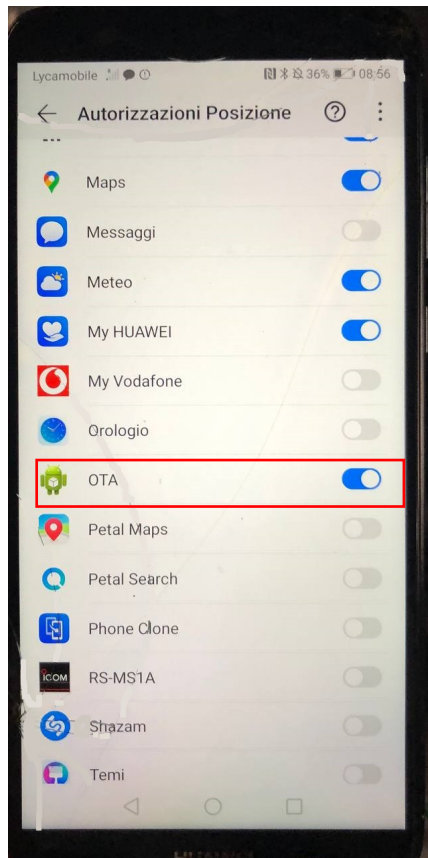 Lycamobile 36% 08:56
Autorizzazioni Posizione
Maps
Messaggi
Meteo
My HUAWEI
My Vodafone
Orologio
OTA
Petal Maps
Petal Search
Phone Clone
ICOM RS-MS1A
Shazam
Temi
HUAWEI